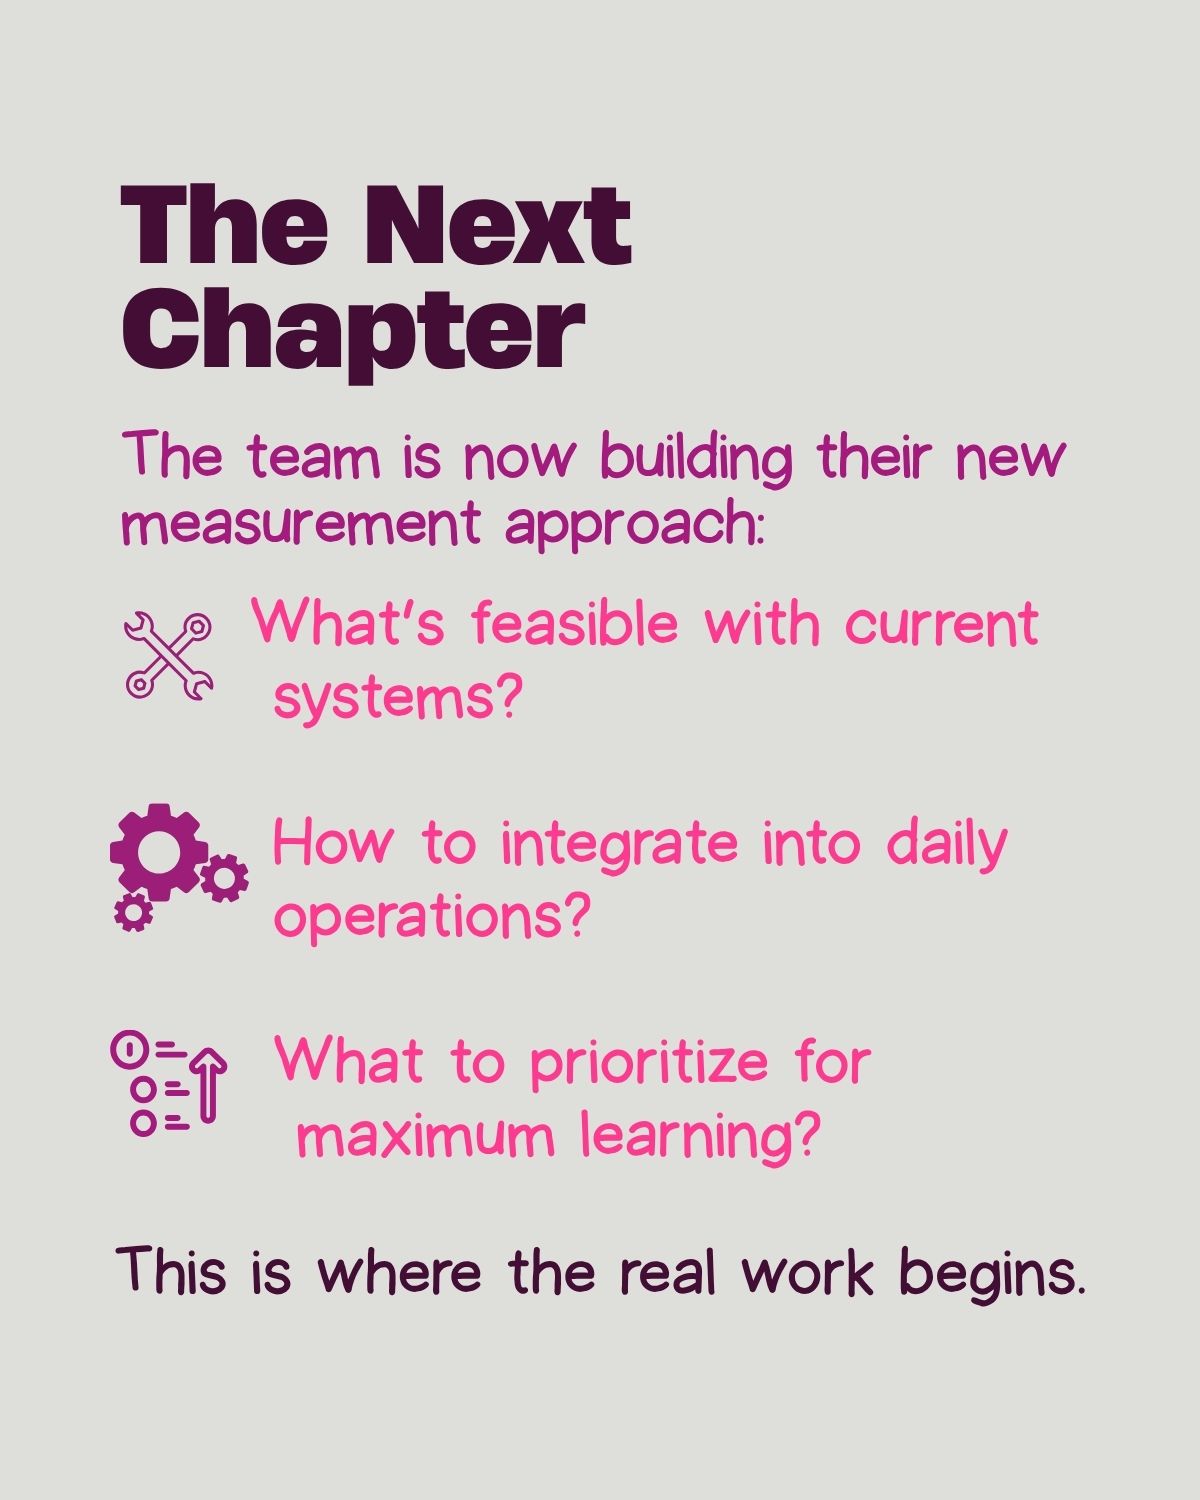 The Next
Chapter
The team is now building their new
measurement approach:
What's feasible with current
systems?
How to integrate into daily
operations?
What to prioritize for
maximum learning?
This is where the real work begins.